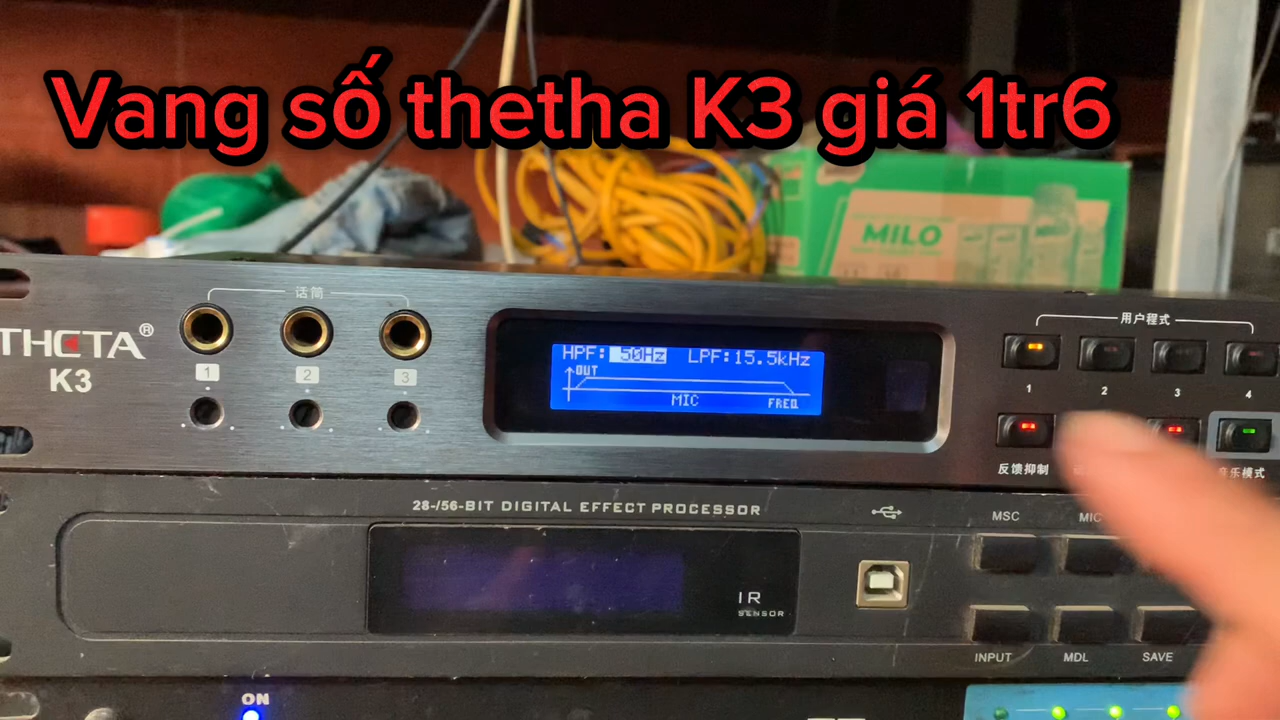 Vang số thetha K3 giá 1tr6
MILO
话筒
THETA®
K3
1
2
3
HPF: 50Hz LPF:15.5kHz
OUT
MIC
FREQ
用户程式
1
2
3
4
反馈抑制
音乐模式
28-/56-BIT DIGITAL EFFECT PROCESSOR
IR
SENSOR
MSC
MIC
INPUT
MDL
SAVE
ON